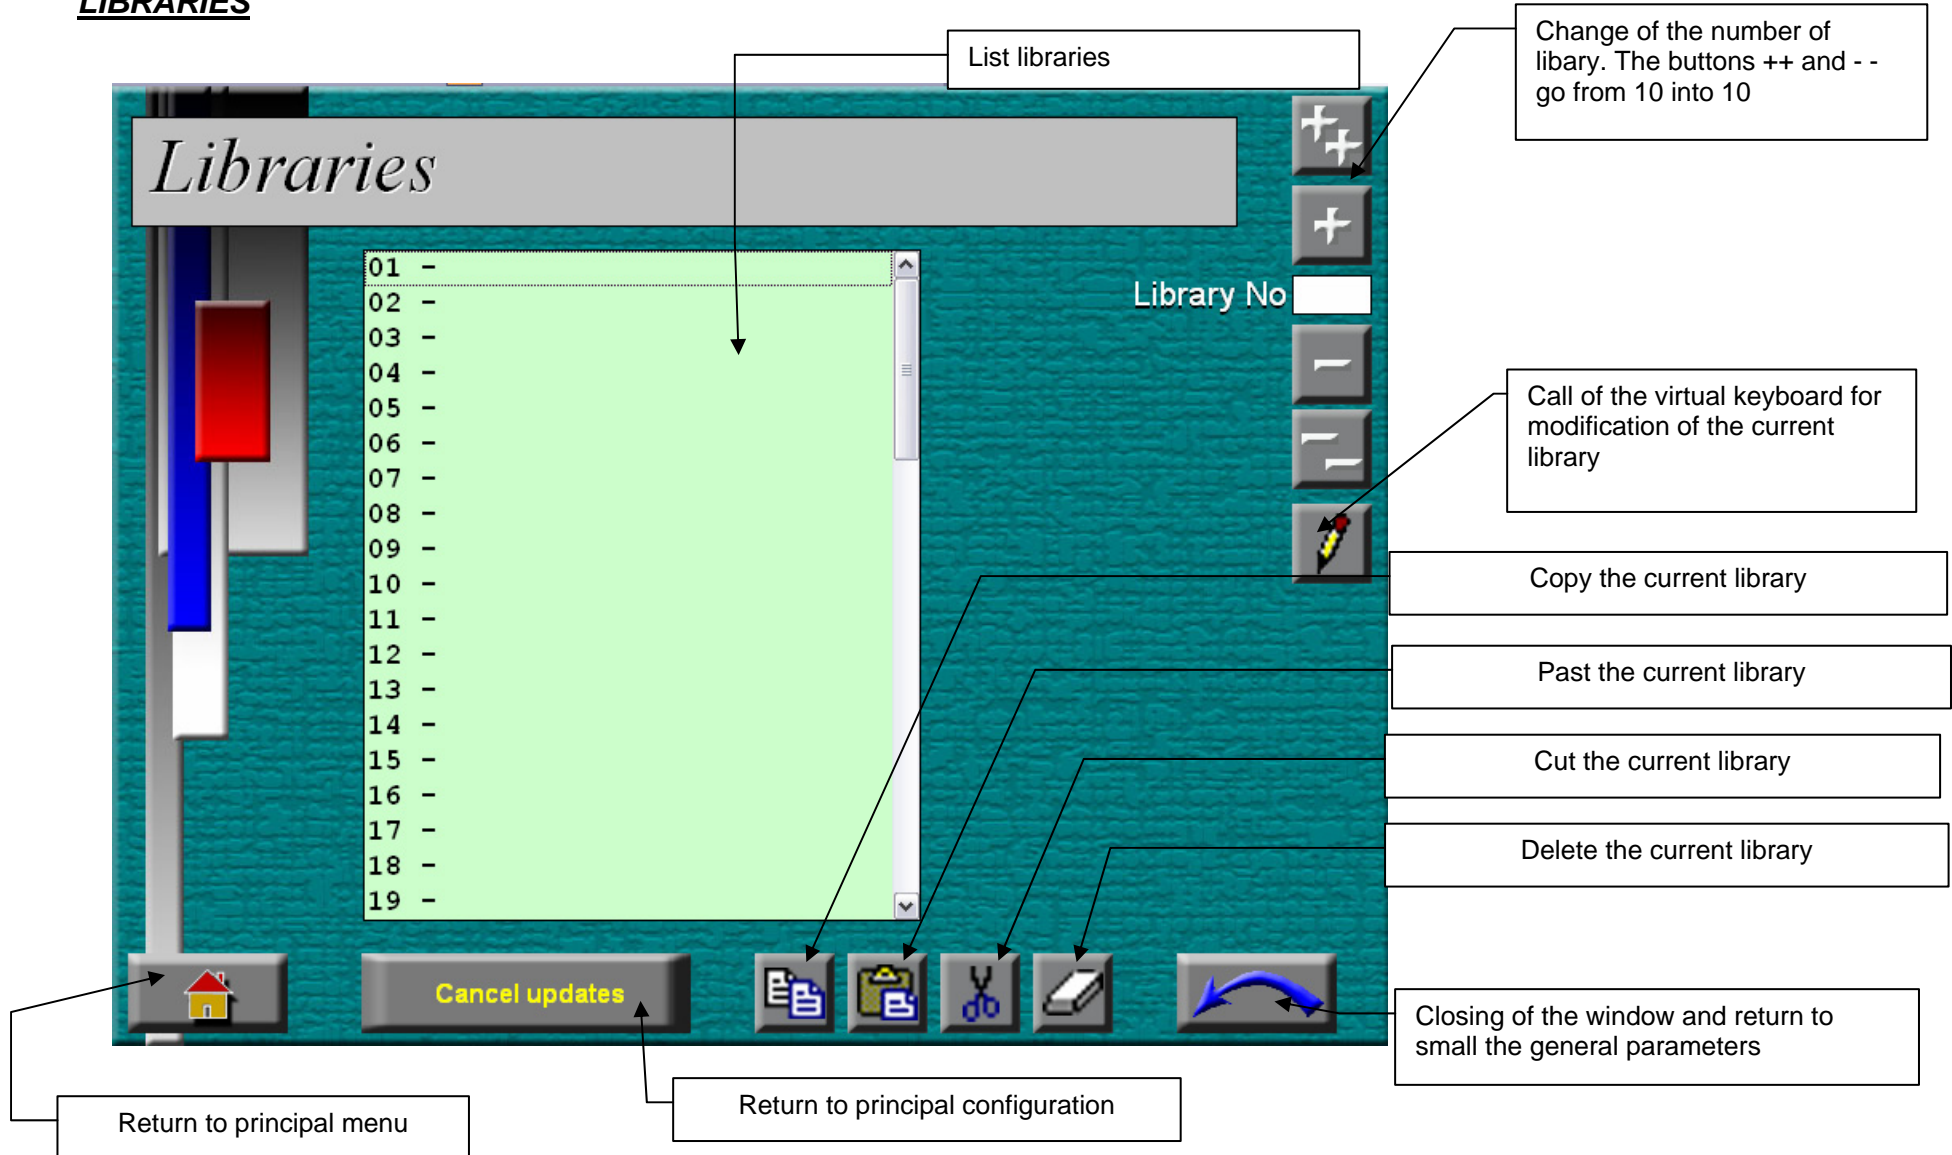 LIBRARIES
List libraries
Change of the number of
libary. The buttons ++ and - -
go from 10 into 10
Libraries
01 -
02 -
03 -
04 -
05 -
06 -
07 -
08 -
09 -
10 -
11 -
12 -
13 -
14 -
15 -
16 -
17 -
18 -
19 -
Library No
Call of the virtual keyboard for
modification of the current
library
Copy the current library
Past the current library
Cut the current library
Delete the current library
Cancel updates
Closing of the window and return to
small the general parameters
Return to principal configuration
Return to principal menu